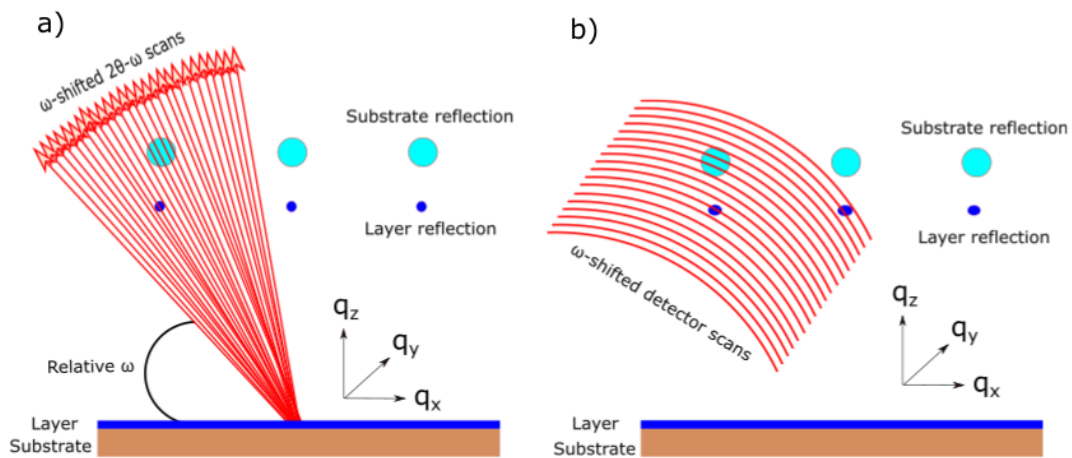 a)
ω-shifted 2θ-ω scans
Substrate reflection
Layer reflection
qz
qy
qx
Relative ω
Layer
Substrate
b)
Substrate reflection
Layer reflection
ω-shifted detector scans
qz
qy
qx
Layer
Substrate